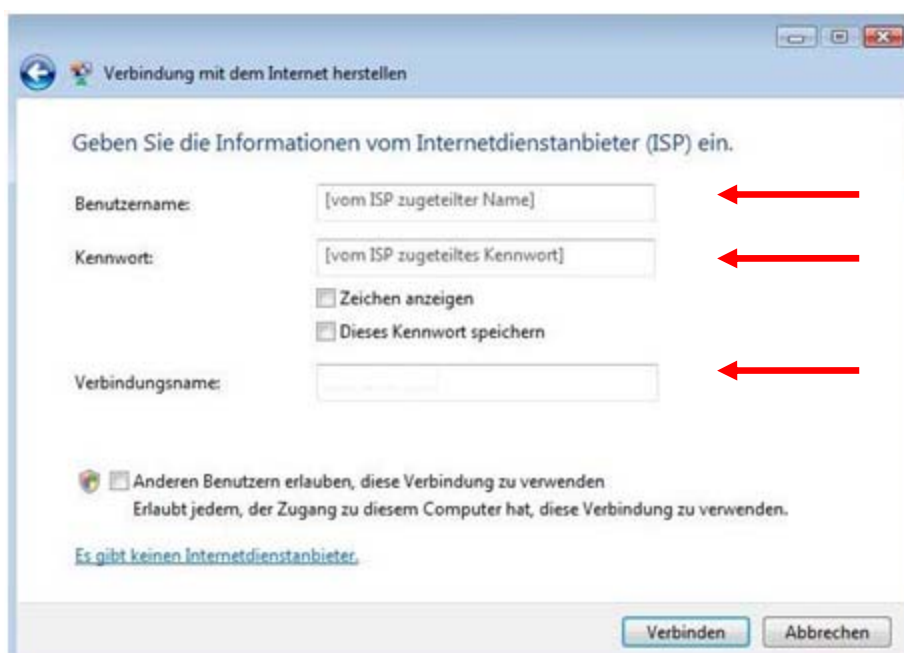 Verbindung mit dem Internet herstellen
Geben Sie die Informationen vom Internetdienstanbieter (ISP) ein.
Benutzername: [vom ISP zugeteilter Name]
Kennwort: [vom ISP zugeteiltes Kennwort]
Zeichen anzeigen
Dieses Kennwort speichern
Verbindungsname:
Anderen Benutzern erlauben, diese Verbindung zu verwenden
Erlaubt jedem, der Zugang zu diesem Computer hat, diese Verbindung zu verwenden.
Es gibt keinen Internetdienstanbieter.
Verbinden Abbrechen